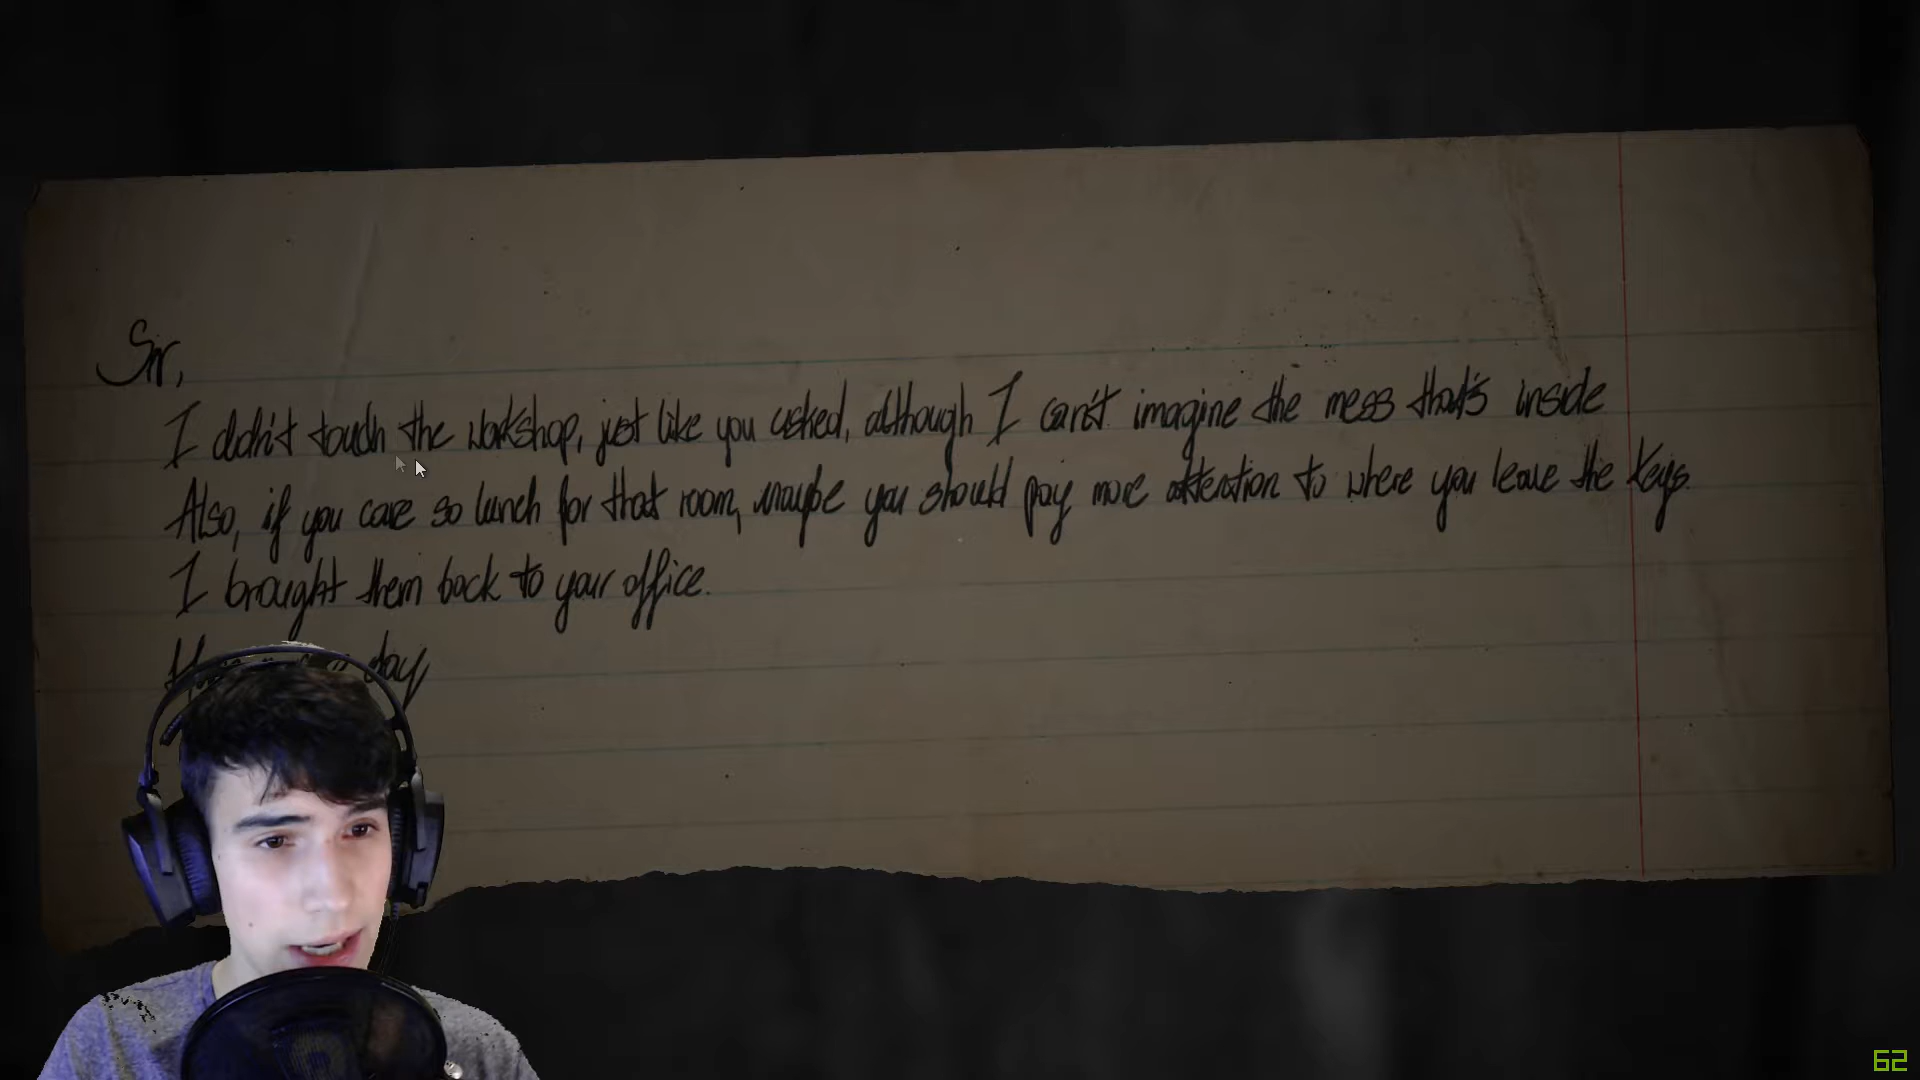 Sir,
I didn't touch the workshop, just like you asked, although I can't imagine the mess that's inside
Also, if you care so lunch for that room, maybe you should pay more attention to where you leave the keys.
I brought them back to your office.
day
62